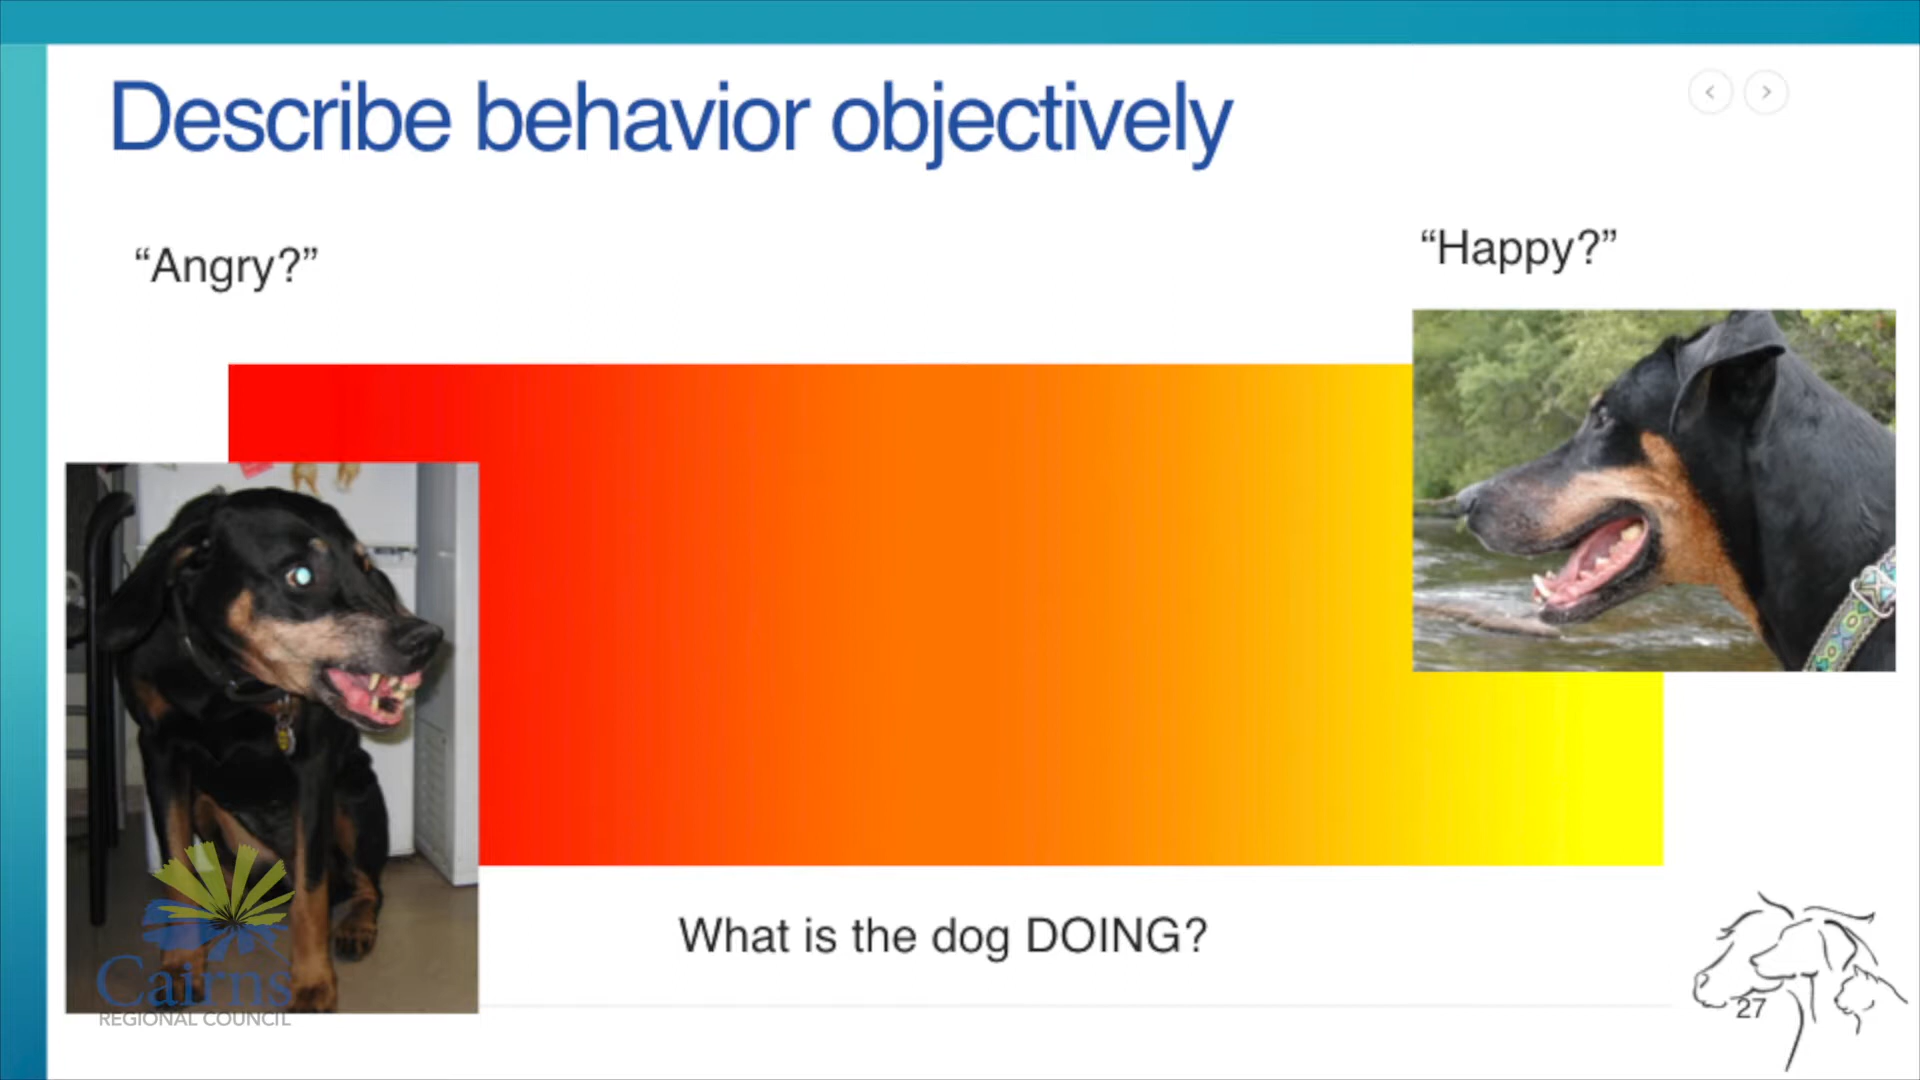 Describe behavior objectively
“Angry?”
“Happy?”
What is the dog DOING?
Cairns
REGIONAL COUNCIL
27